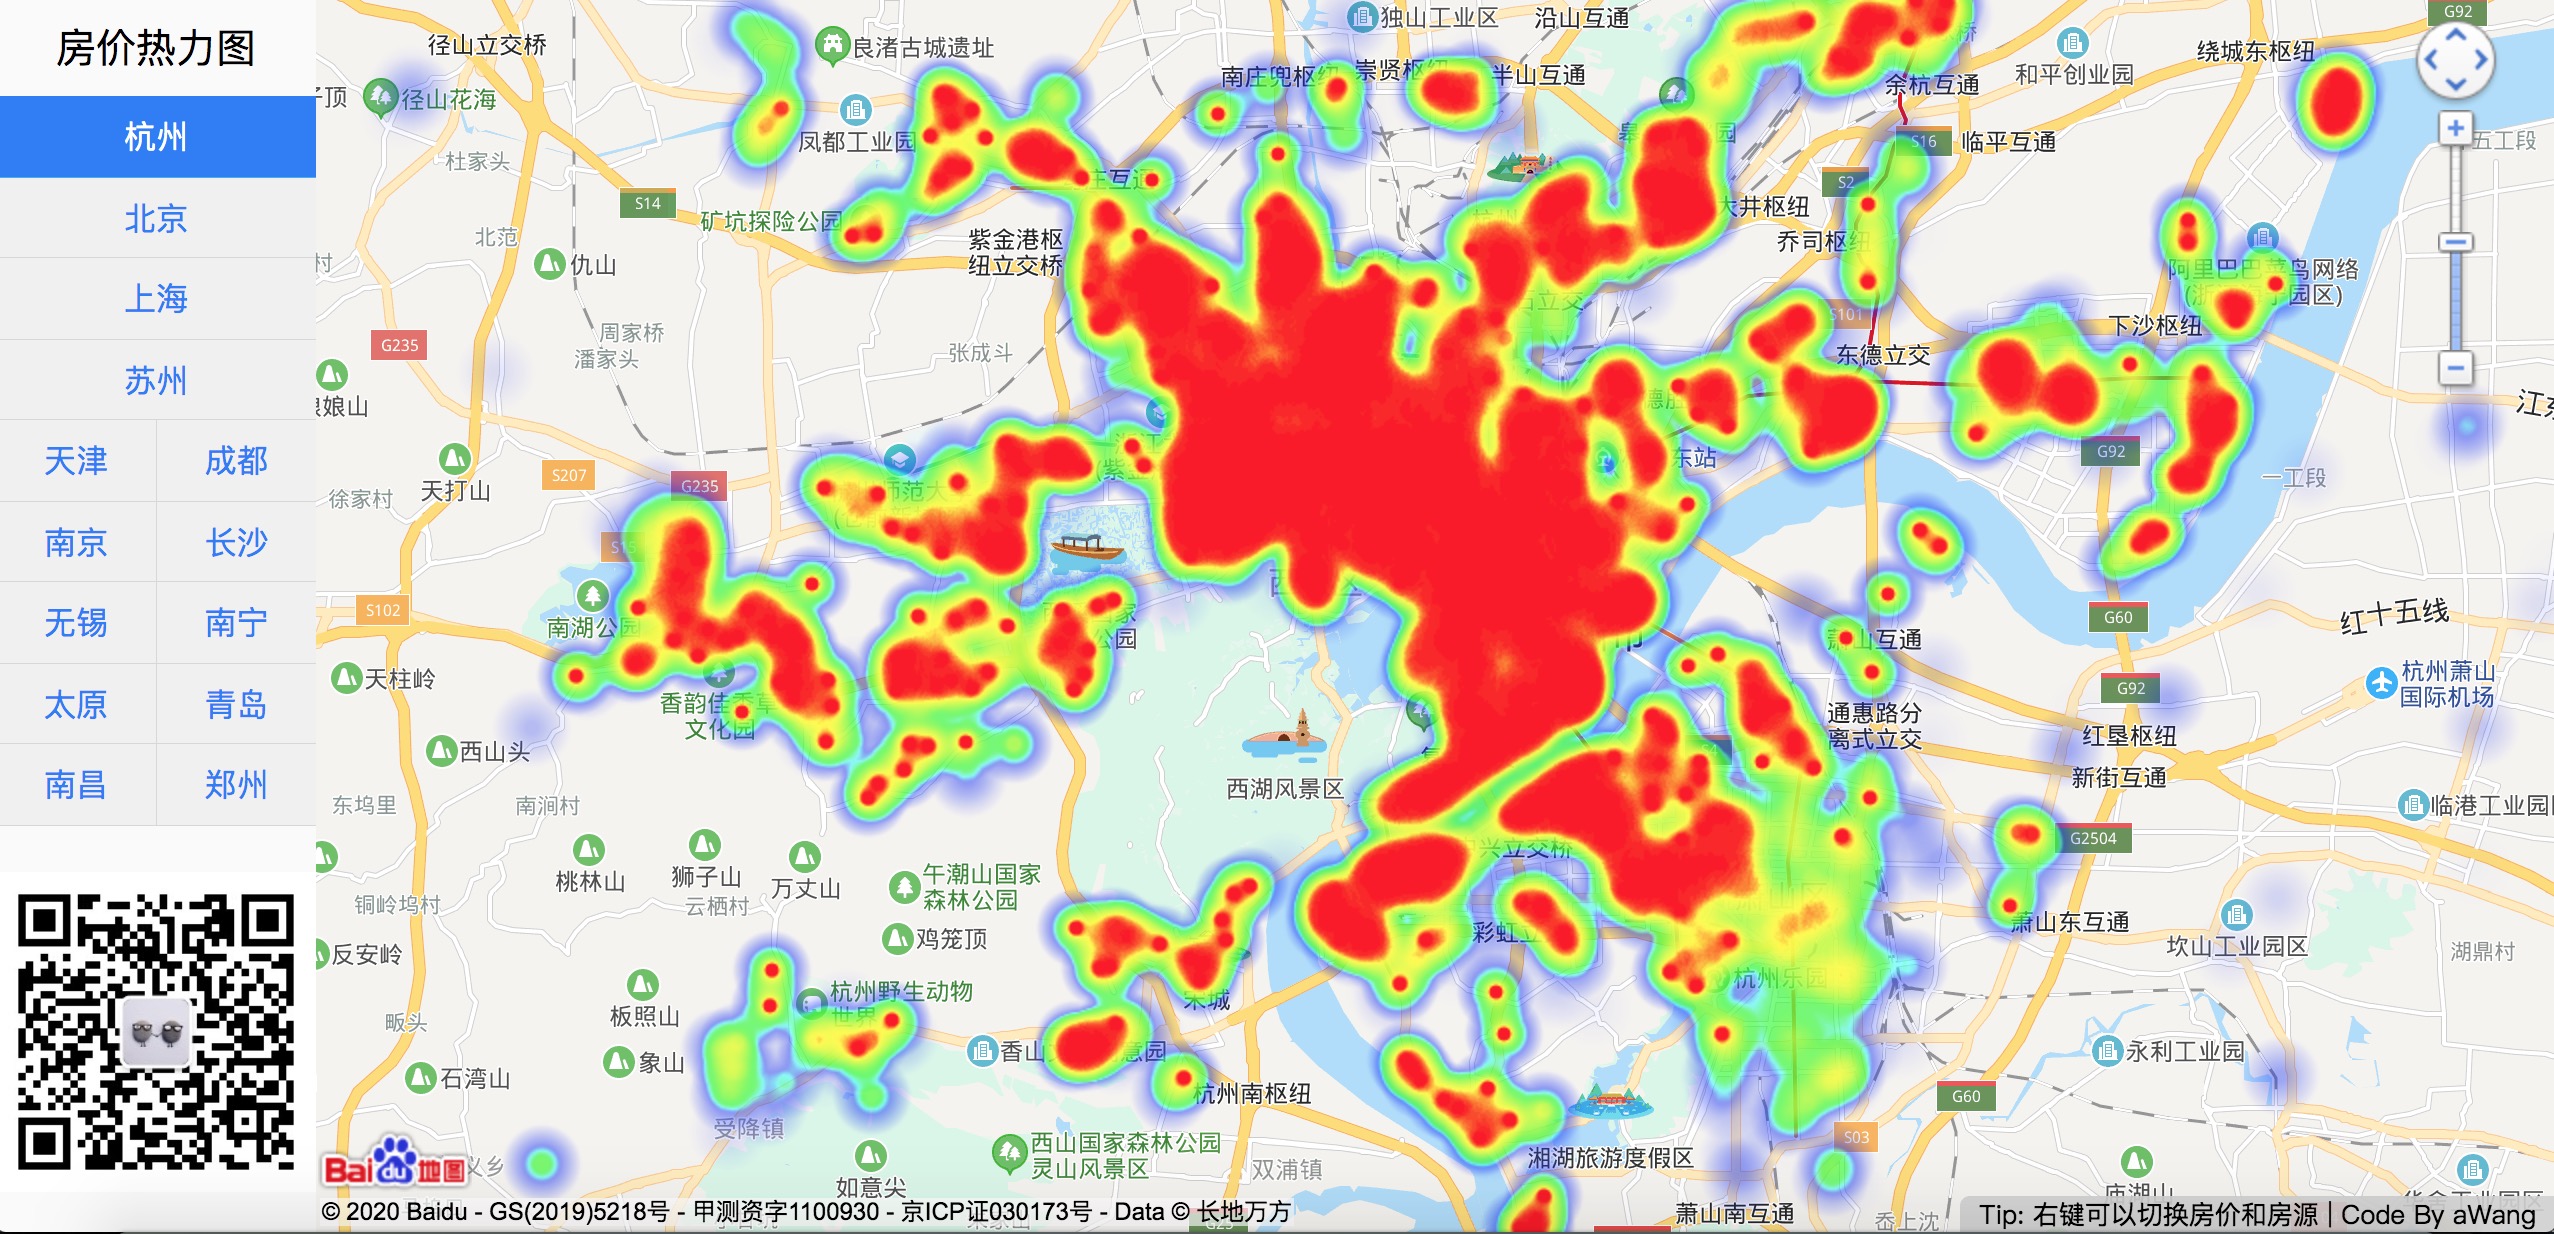 房价热力图
杭州
北京
上海
苏州
天津
成都
南京
长沙
无锡
南宁
太原
青岛
南昌
郑州
径山立交桥
良渚古城遗址
独山工业区
沿山互通
G92
绕城东枢纽
和平创业园
余杭互通
南庄兜枢纽
崇贤枢纽
半山互通
径山花海
凤都工业园
杜家头
S16
临平互通
五工段
S2
S14
矿坑探险公园
北范
仇山
紫金港枢
纽立交桥
大井枢纽
乔司枢纽
阿里巴巴菜鸟网络
S101
下沙枢纽
周家桥
潘家头
张成斗
G235
东德立交
S207
G235
天打山
徐家村
东站
G92
一工段
S102
南湖公园
天柱岭
萧山互通
G60
红十五线
杭州萧山
国际机场
G92
文化园
通惠路分
离式立交
红垦枢纽
新街互通
西山头
西湖风景区
东坞里
南涧村
临港工业园
G2504
桃林山
狮子山
万丈山
午潮山国家
森林公园
铜岭坞村
云栖村
鸡笼顶
反安岭
萧山东互通
坎山工业园区
湖鼎村
杭州乐园
杭州野生动物
世界
宋城
板照山
畈头
象山
石湾山
永利工业园
杭州南枢纽
G60
受降镇
西山国家森林公园
灵山风景区
双浦镇
湘湖旅游度假区
S03
如意尖
Bai du 地图
萧山南互通
岙上沈
© 2020 Baidu - GS(2019)5218号 - 甲测资字1100930 - 京ICP证030173号 - Data © 长地万方
Tip: 右键可以切换房价和房源 | Code By aWang